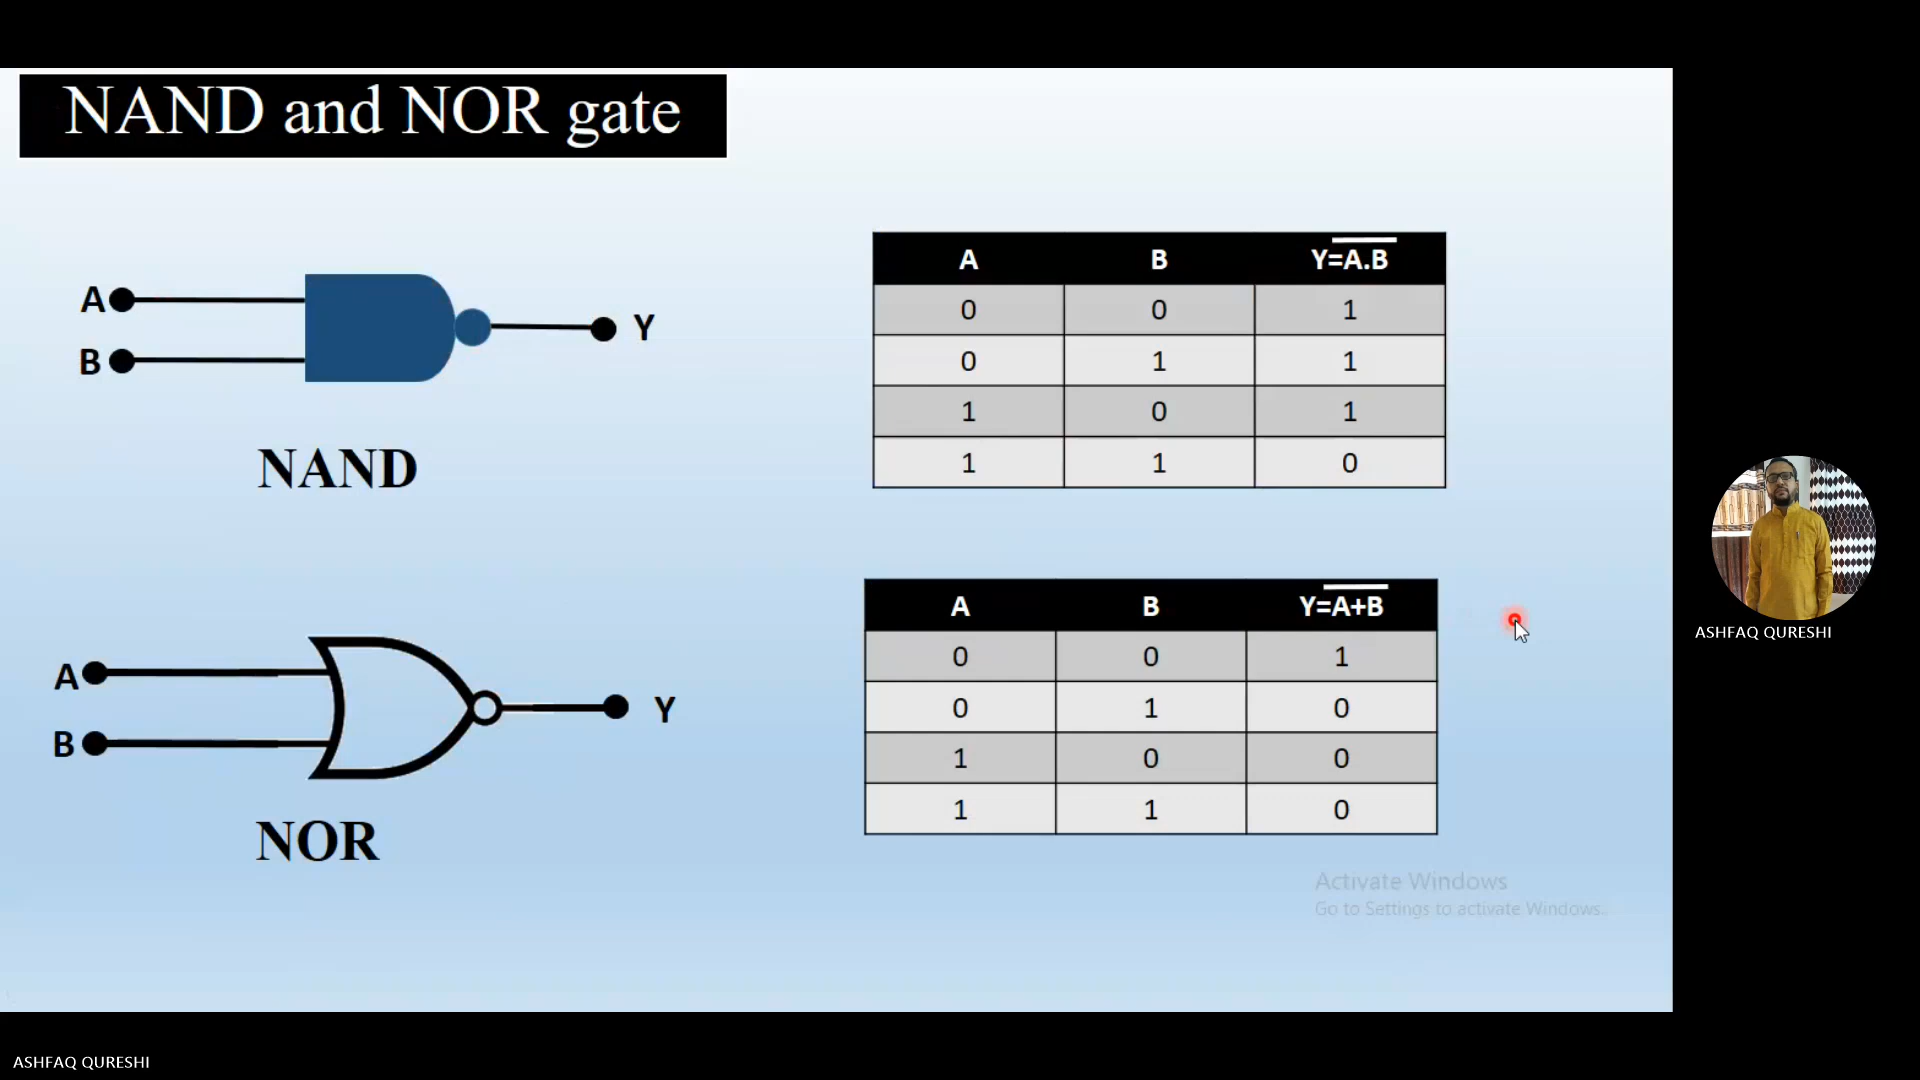 NAND and NOR gate
A
B
Y
NAND
A B Y=A͞.͞B͞
0 0 1
0 1 1
1 0 1
1 1 0
A
B
Y
NOR
A B Y=A͞+͞B͞
0 0 1
0 1 0
1 0 0
1 1 0
Activate Windows
Go to Settings to activate Windows.
ASHFAQ QURESHI
ASHFAQ QURESHI